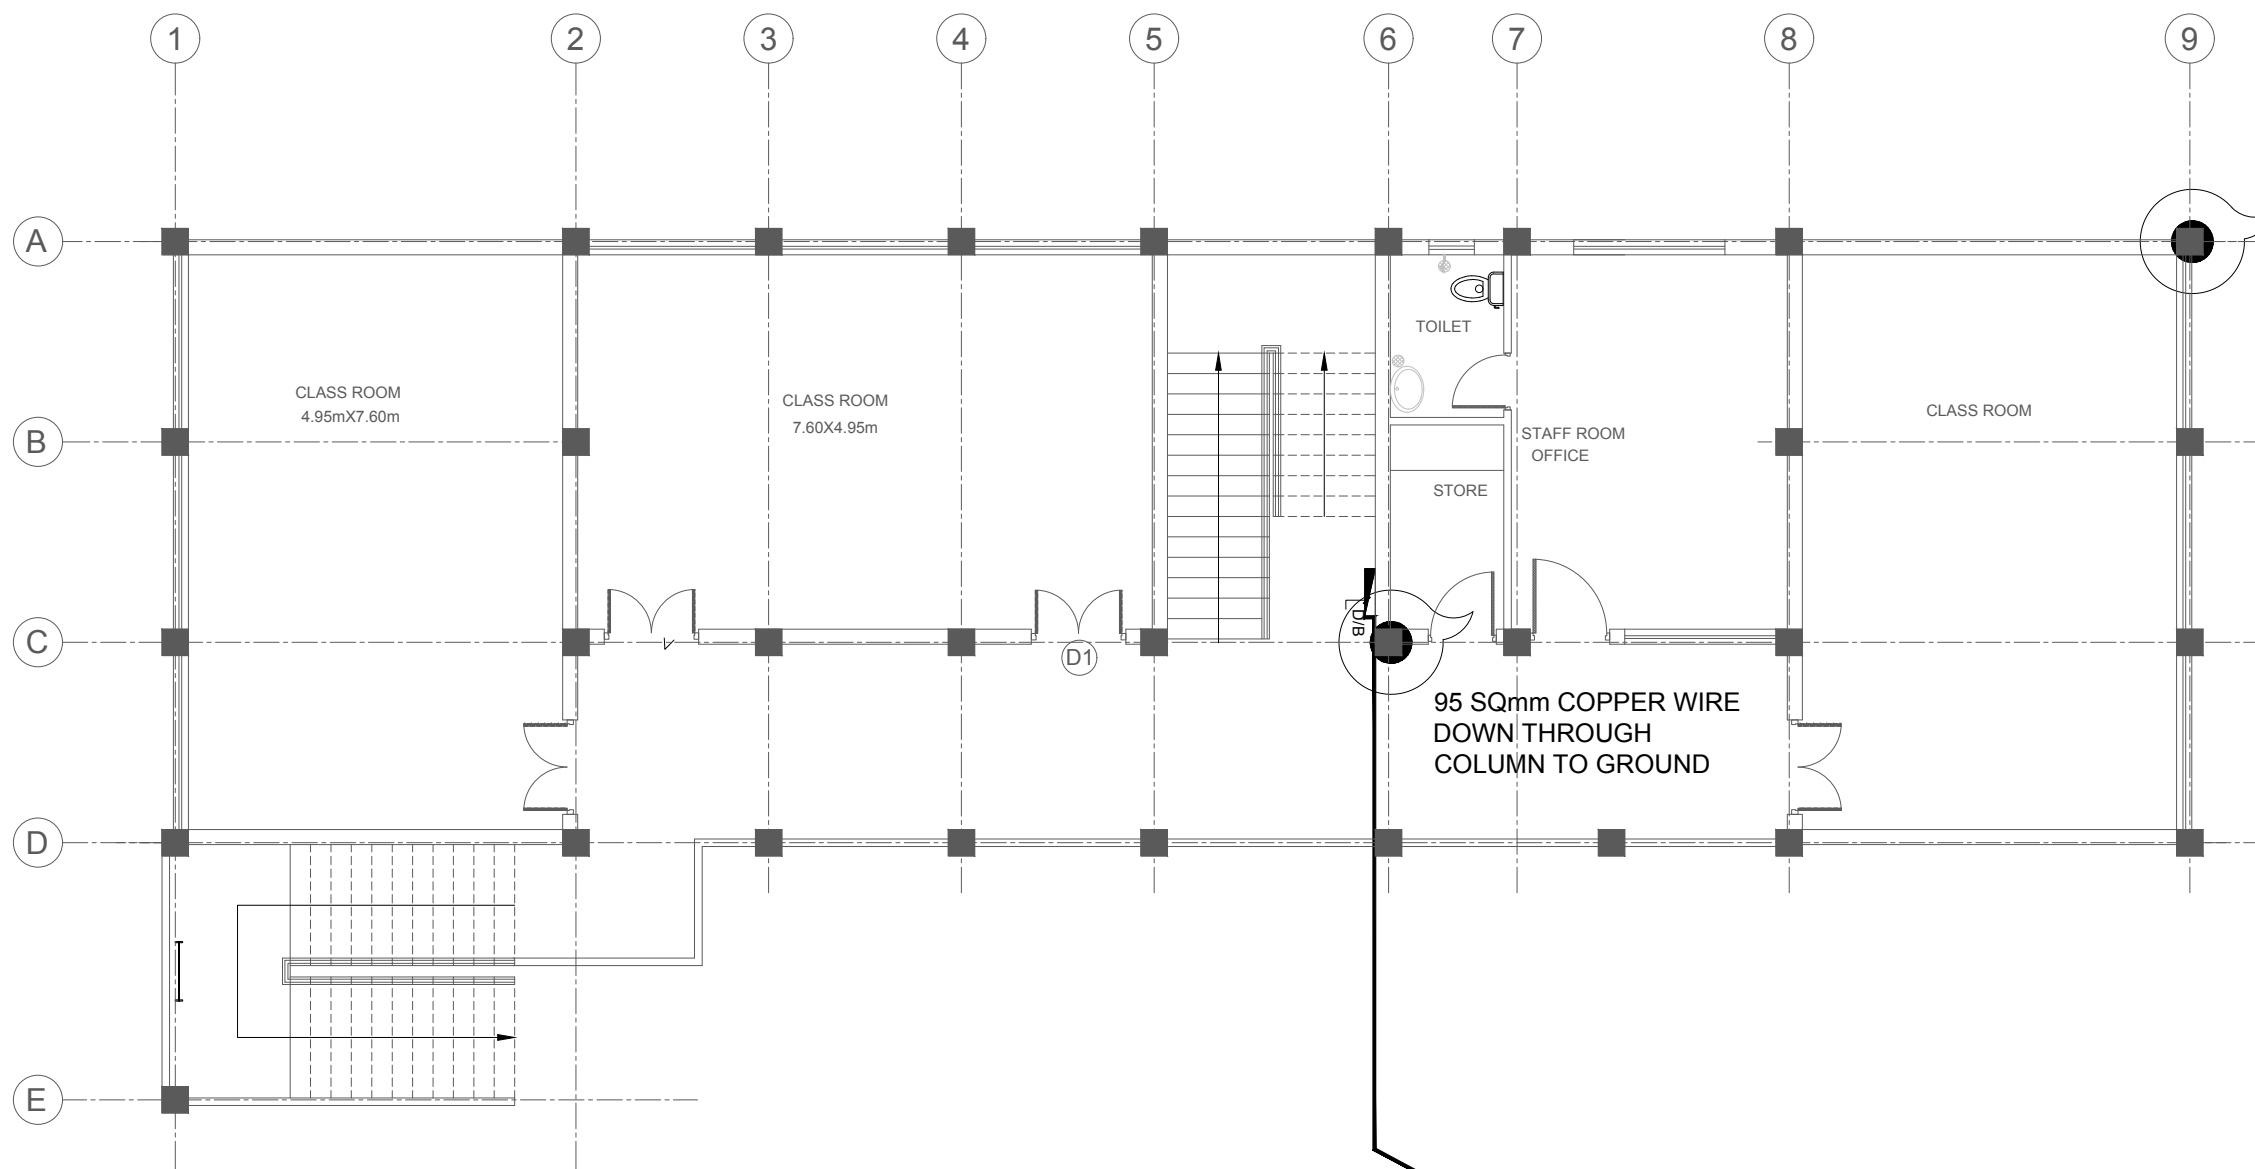 1 2 3 4 5 6 7 8 9
A
TOILET
CLASS ROOM
4.95mX7.60m
CLASS ROOM
7.60X4.95m
CLASS ROOM
B
STAFF ROOM
OFFICE
STORE
D/B
C
D1
95 SQmm COPPER WIRE
DOWN THROUGH
COLUMN TO GROUND
D
E